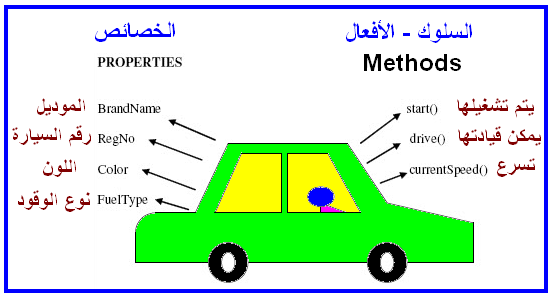 الخصائص
السلوك - الأفعال
PROPERTIES
Methods
الموديل BrandName
رقم السيارة RegNo
اللون Color
نوع الوقود FuelType
start() يتم تشغيلها
drive() يمكن قيادتها
currentSpeed() تسرع